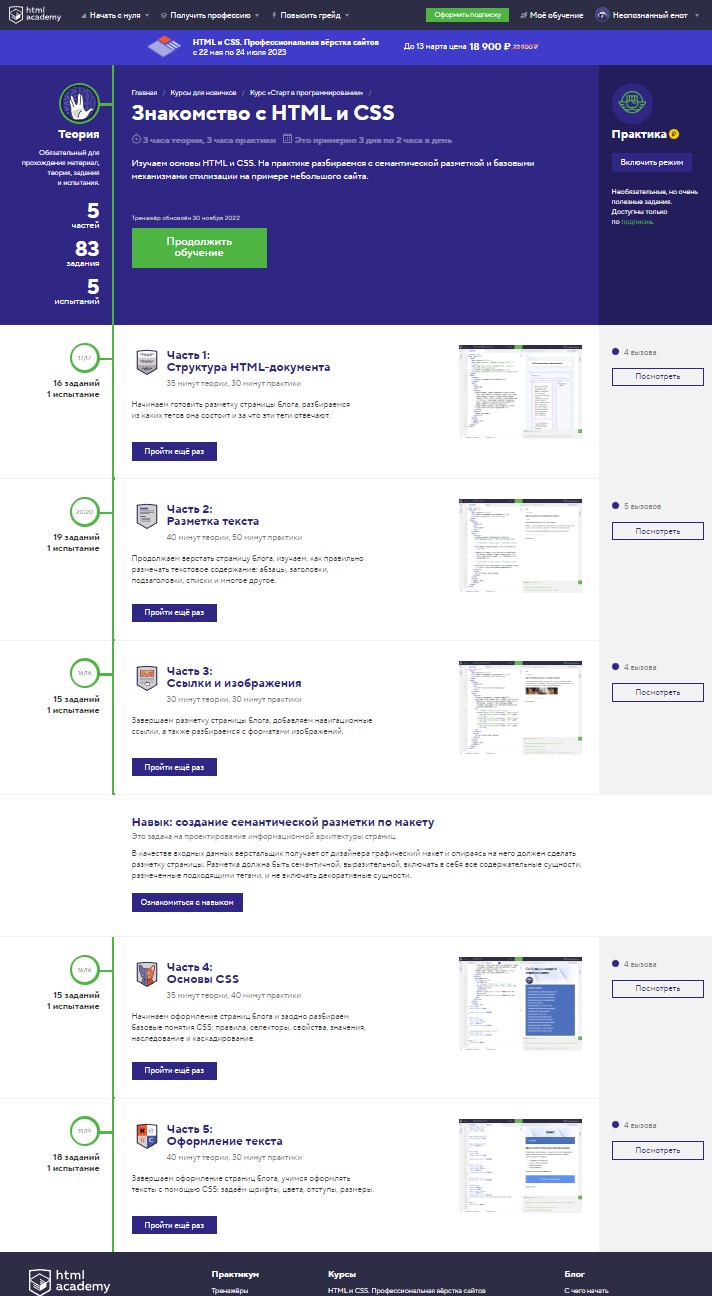 html
academy
Начать с нуля
Получить профессию
Повысить грейд
Оформить подписку
Моё обучение
Неопознанный енот
HTML и CSS. Профессиональная вёрстка сайтов
с 22 мая по 24 июля 2023
До 13 марта цена 18 900 ₽ 22 900 ₽
Теория
Обязательный для
прохождения материал,
теория, задания
и испытания.
5
частей
83
задания
5
испытаний
Главная / Курсы для новичков / Курс «Старт в программировании» /
Знакомство с HTML и CSS
3 часа теории, 3 часа практики Это примерно 3 дня по 2 часа в день
Изучаем основы HTML и CSS. На практике разбираемся с семантической разметкой и базовыми
механизмами стилизации на примере небольшого сайта.
Тренажёр обновлён 30 ноября 2022
Продолжить
обучение
Практика ₽
Включить режим
Необязательные, но очень
полезные задания.
Доступны только
по подписке.
17/17
16 заданий
1 испытание
Часть 1:
Структура HTML-документа
35 минут теории, 30 минут практики
Начинаем готовить разметку страницы блога, разбираемся
из каких тегов она состоит и за что эти теги отвечают.
Пройти ещё раз
4 вызова
Посмотреть
20/20
19 заданий
1 испытание
Часть 2:
Разметка текста
40 минут теории, 50 минут практики
Продолжаем верстать страницу блога, изучаем, как правильно
размечать текстовое содержание: абзацы, заголовки,
подзаголовки, списки и многое другое.
Пройти ещё раз
5 вызовов
Посмотреть
16/16
15 заданий
1 испытание
Часть 3:
Ссылки и изображения
30 минут теории, 30 минут практики
Завершаем разметку страницы блога, добавляем навигационные
ссылки, а также разбираемся с форматами изображений.
Пройти ещё раз
4 вызова
Посмотреть
Навык: создание семантической разметки по макету
Это задача на проектирование информационной архитектуры страниц.
В качестве входных данных верстальщик получает от дизайнера графический макет и опираясь на него должен сделать
разметку страницы. Разметка должна быть семантичной, выразительной, включать в себя все содержательные сущности,
размеченные подходящими тегами, и не включать декоративные сущности.
Ознакомиться с навыком
16/16
15 заданий
1 испытание
Часть 4:
Основы CSS
35 минут теории, 40 минут практики
Начинаем оформление страниц блога и заодно разбираем
базовые понятия CSS: правила, селекторы, свойства, значения,
наследование и каскадирование.
Пройти ещё раз
4 вызова
Посмотреть
19/19
18 заданий
1 испытание
Часть 5:
Оформление текста
40 минут теории, 30 минут практики
Завершаем оформление страниц блога, учимся оформлять
тексты с помощью CSS: задаём шрифты, цвета, отступы, размеры.
Пройти ещё раз
4 вызова
Посмотреть
html
academy
Практикум
Тренажёры
Курсы
HTML и CSS. Профессиональная вёрстка сайтов
Блог
С чего начать